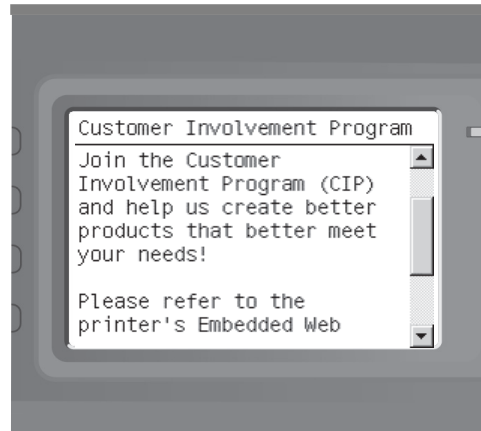 Customer Involvement Program
Join the Customer
Involvement Program (CIP)
and help us create better
products that better meet
your needs!
Please refer to the
printer's Embedded Web